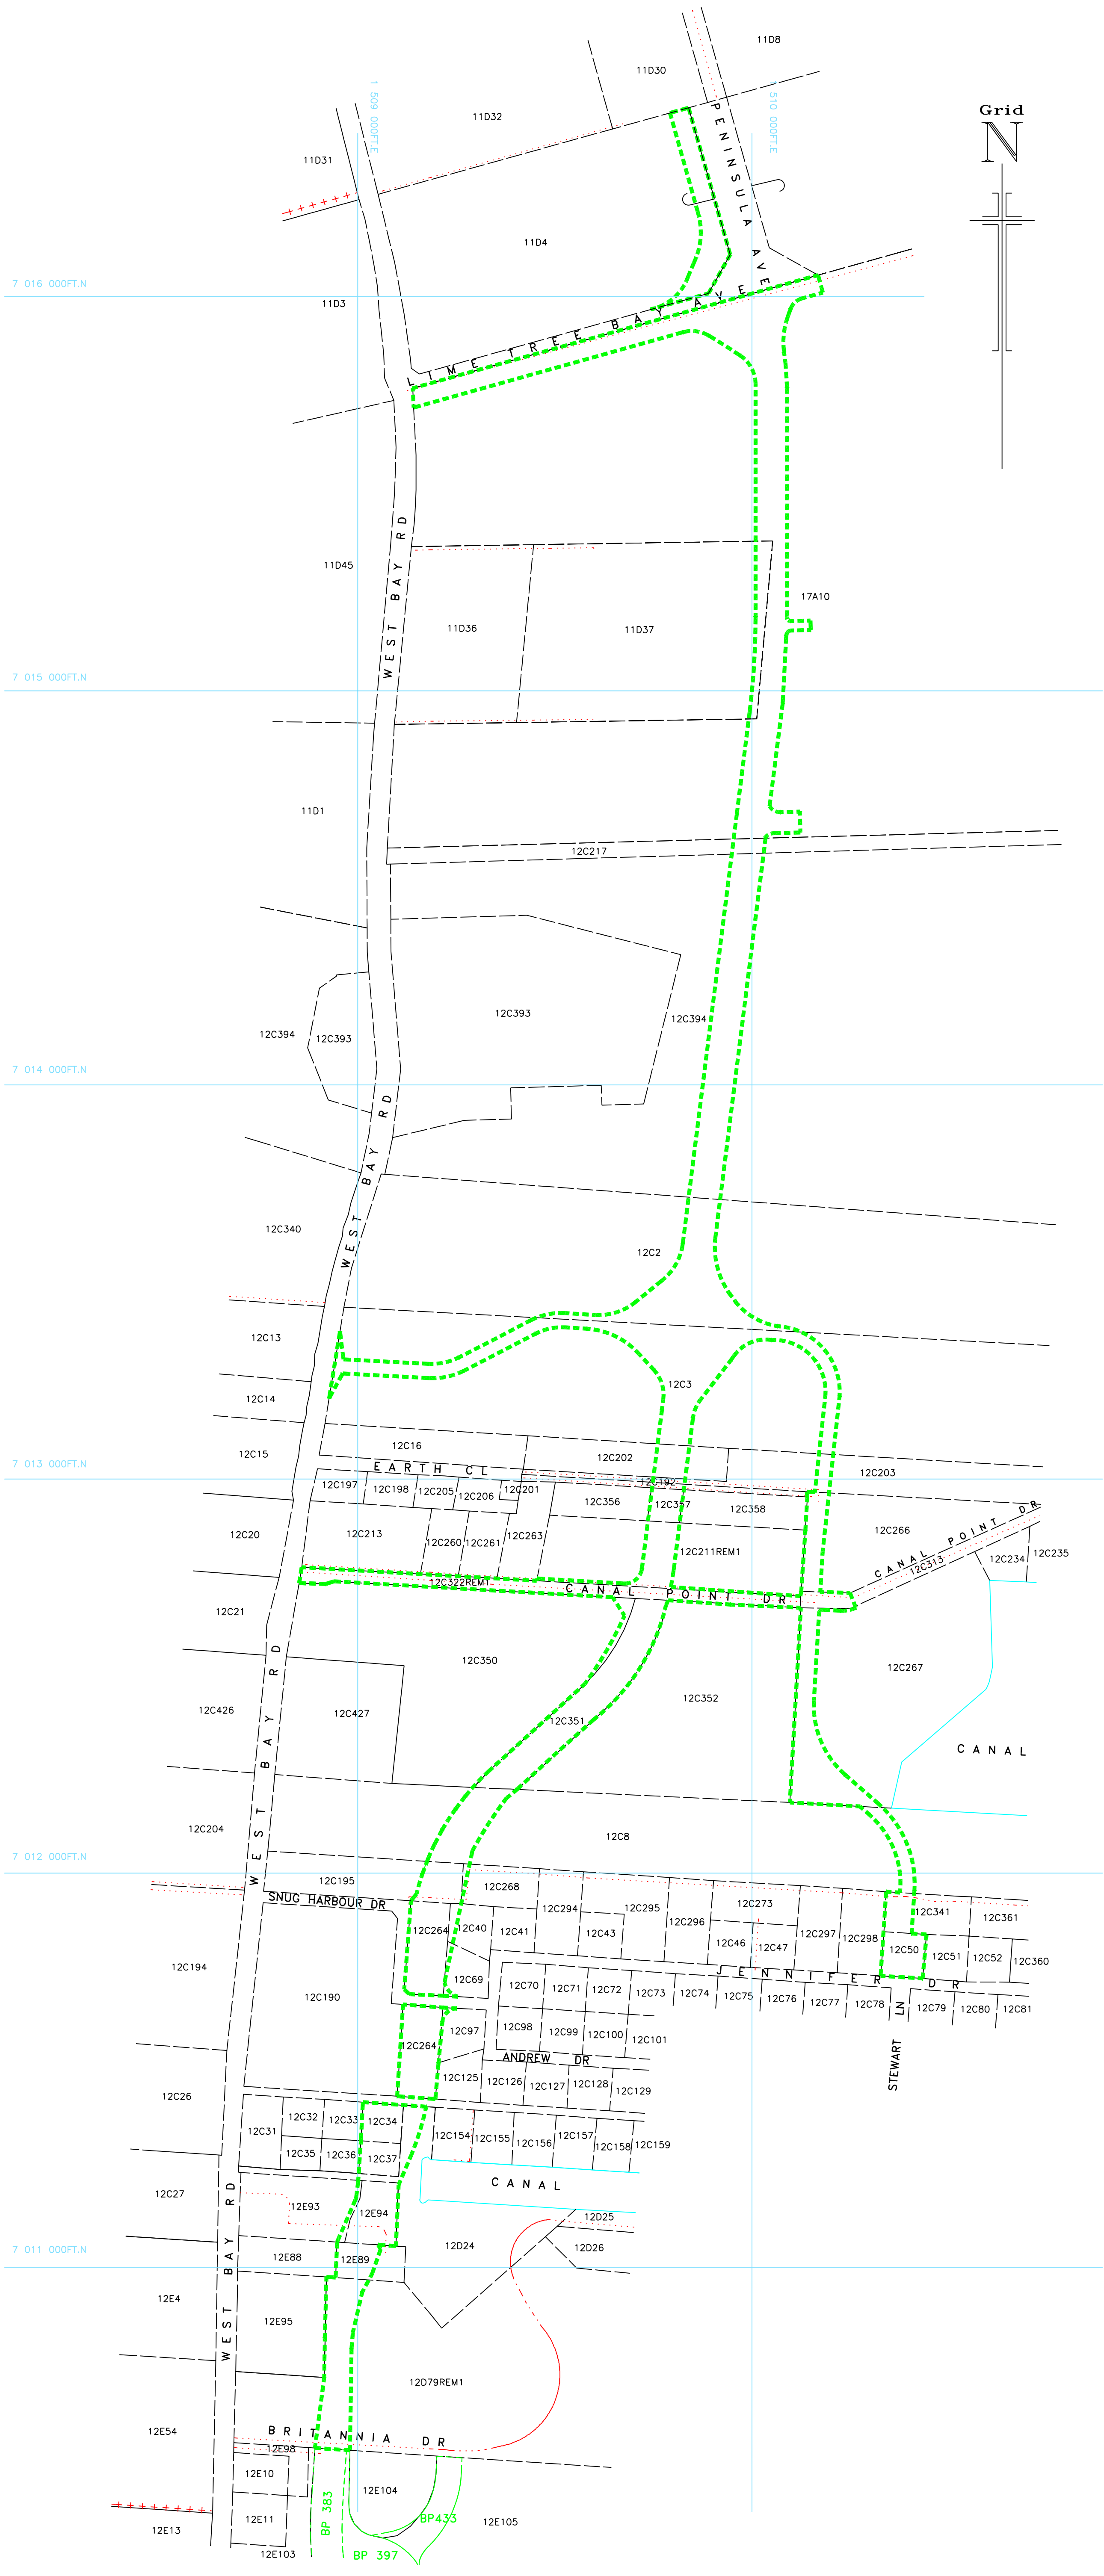 11D8
11D30
Grid
N
1 509 000FT.E
510 000FT.E
11D32
PENINSULA AVE
11D31
11D4
7 016 000FT.N
11D3
LIME TREE BAY AVE
WEST BAY RD
11D45
17A10
11D36
11D37
7 015 000FT.N
11D1
12C217
12C393
12C394
12C394
12C393
7 014 000FT.N
WEST BAY RD
12C340
12C2
12C13
12C3
12C14
12C16
12C15
12C202
7 013 000FT.N
EARTH CL
12C203
12C192
12C197
12C198
12C205
12C206
12C201
12C356
12C357
12C358
CANAL POINT DR
12C20
12C213
12C260
12C261
12C263
12C211REM1
12C266
12C313
12C234
12C235
12C322REM1
CANAL POINT DR
12C21
12C350
12C267
12C352
12C426
12C427
12C351
CANAL
WEST BAY RD
12C204
12C8
7 012 000FT.N
12C195
SNUG HARBOUR DR
12C268
12C273
12C264
12C40
12C41
12C294
12C43
12C295
12C296
12C46
12C47
12C297
12C298
12C341
12C361
12C50
12C51
12C52
12C360
12C194
12C190
12C69
JENNIFER DR
12C70
12C71
12C72
12C73
12C74
12C75
12C76
12C77
12C78
LN
12C79
12C80
12C81
12C264
12C97
12C98
12C99
12C100
12C101
ANDREW DR
STEWART
12C26
12C125
12C126
12C127
12C128
12C129
12C31
12C32
12C33
12C34
12C154
12C155
12C156
12C157
12C158
12C159
12C35
12C36
12C37
CANAL
12C27
12E93
12E94
12D25
12D24
12D26
7 011 000FT.N
12E88
12E89
12E4
WEST BAY RD
12E95
12D79REM1
12E54
BRITANNIA DR
12E98
12E10
12E104
12E11
BP 383
BP433
12E105
12E13
12E103
BP 397